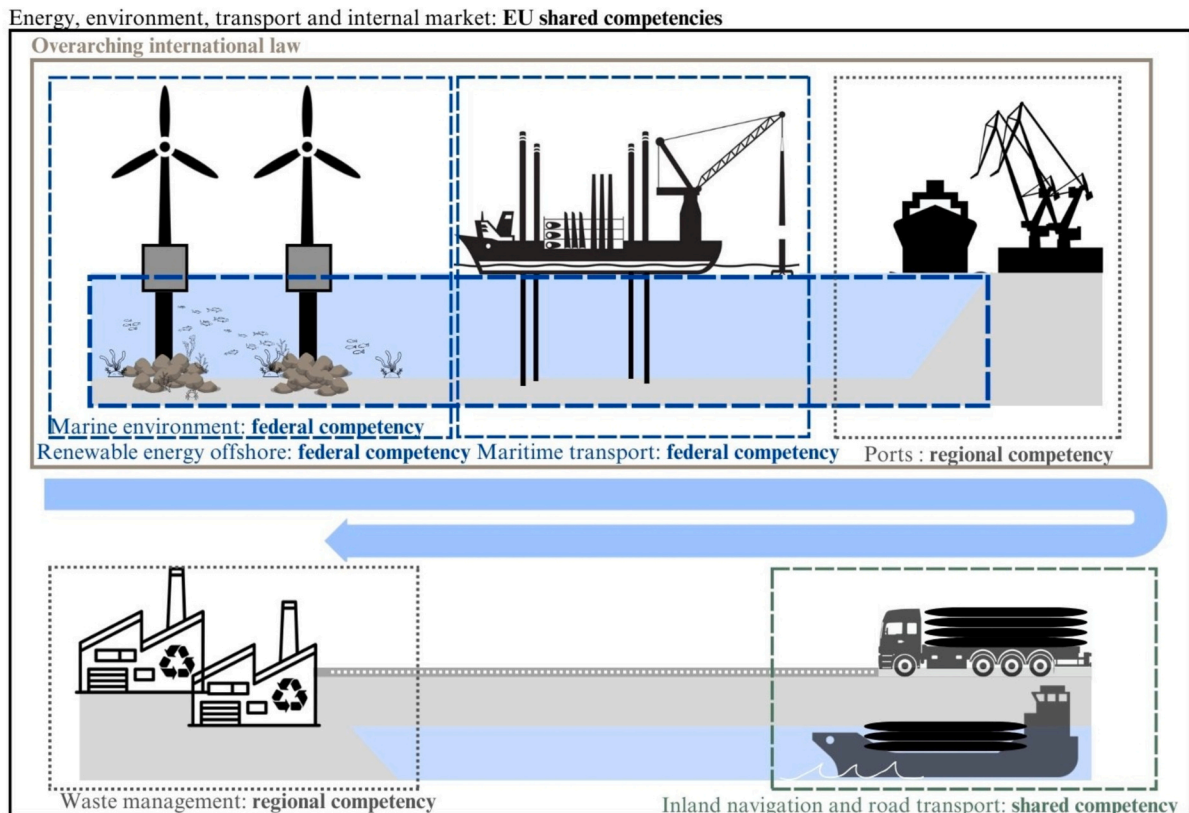 Energy, environment, transport and internal market: EU shared competencies
Overarching international law
Marine environment: federal competency
Renewable energy offshore: federal competency
Maritime transport: federal competency
Ports : regional competency
Waste management: regional competency
Inland navigation and road transport: shared competency